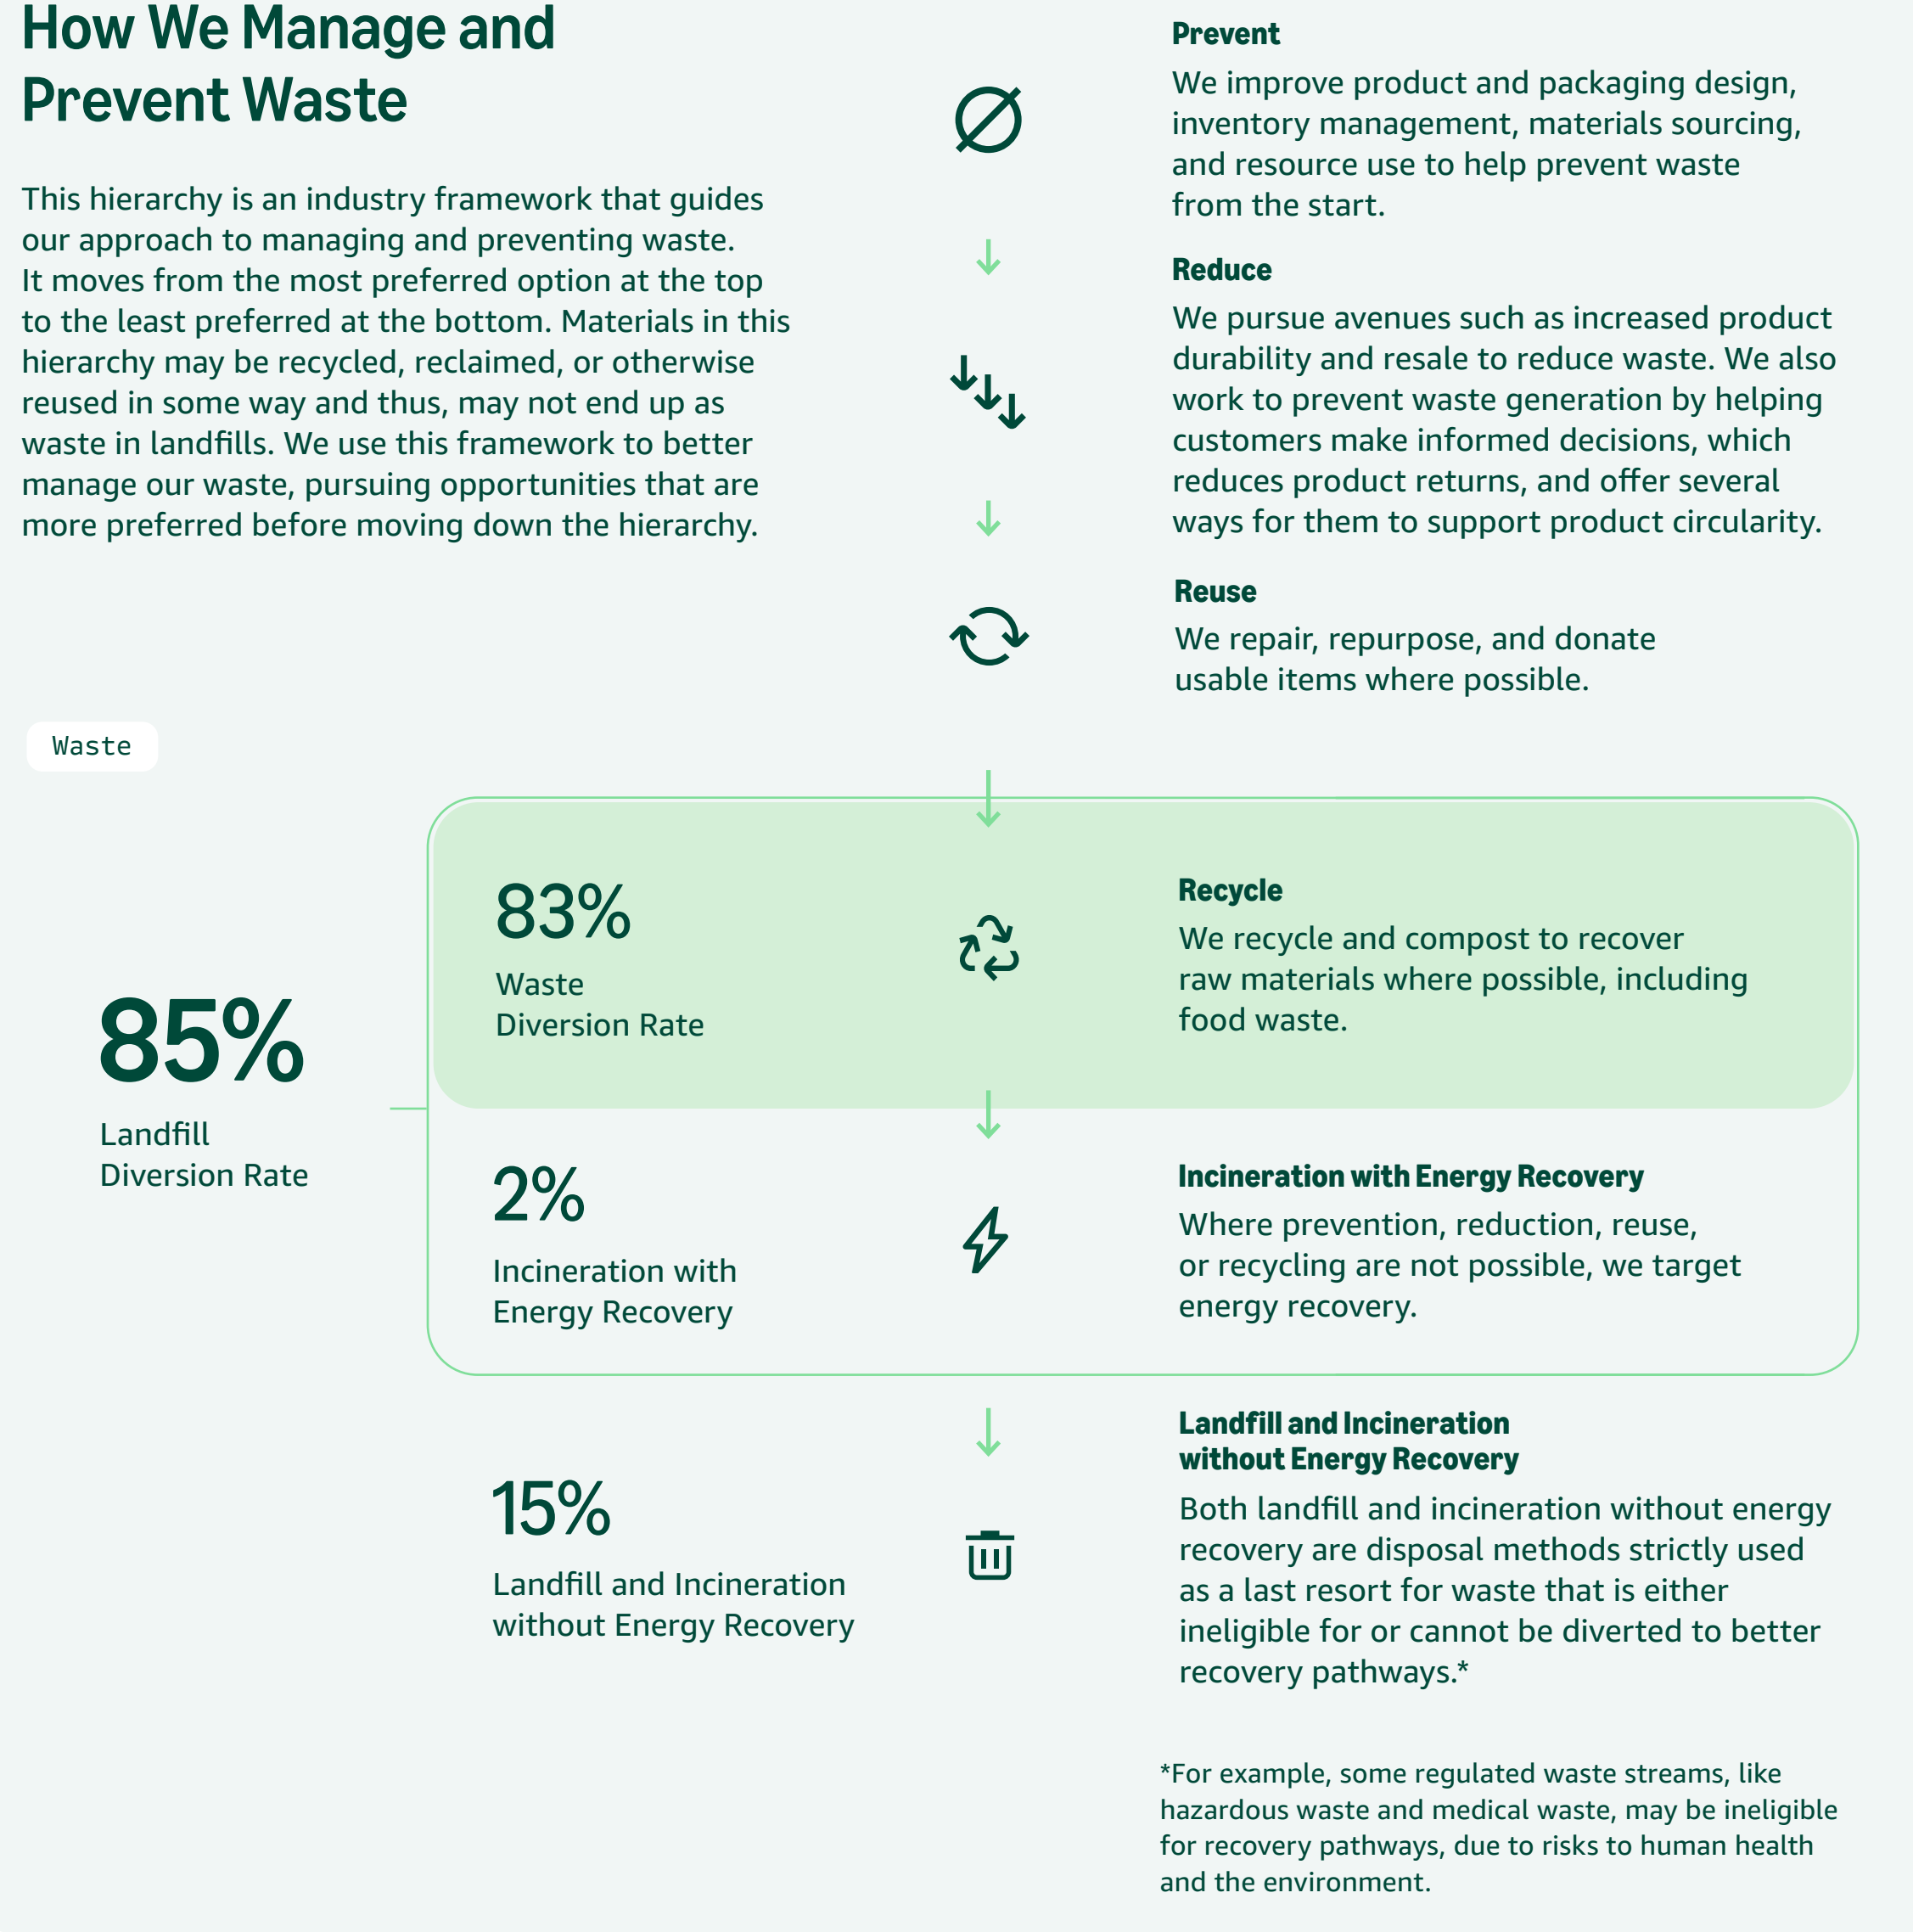 How We Manage and
Prevent Waste
This hierarchy is an industry framework that guides
our approach to managing and preventing waste.
It moves from the most preferred option at the top
to the least preferred at the bottom. Materials in this
hierarchy may be recycled, reclaimed, or otherwise
reused in some way and thus, may not end up as
waste in landfills. We use this framework to better
manage our waste, pursuing opportunities that are
more preferred before moving down the hierarchy.
Prevent
We improve product and packaging design,
inventory management, materials sourcing,
and resource use to help prevent waste
from the start.
Reduce
We pursue avenues such as increased product
durability and resale to reduce waste. We also
work to prevent waste generation by helping
customers make informed decisions, which
reduces product returns, and offer several
ways for them to support product circularity.
Reuse
We repair, repurpose, and donate
usable items where possible.
Waste
85%
Landfill
Diversion Rate
83%
Waste
Diversion Rate
Recycle
We recycle and compost to recover
raw materials where possible, including
food waste.
2%
Incineration with
Energy Recovery
Incineration with Energy Recovery
Where prevention, reduction, reuse,
or recycling are not possible, we target
energy recovery.
15%
Landfill and Incineration
without Energy Recovery
Landfill and Incineration
without Energy Recovery
Both landfill and incineration without energy
recovery are disposal methods strictly used
as a last resort for waste that is either
ineligible for or cannot be diverted to better
recovery pathways.*
*For example, some regulated waste streams, like
hazardous waste and medical waste, may be ineligible
for recovery pathways, due to risks to human health
and the environment.